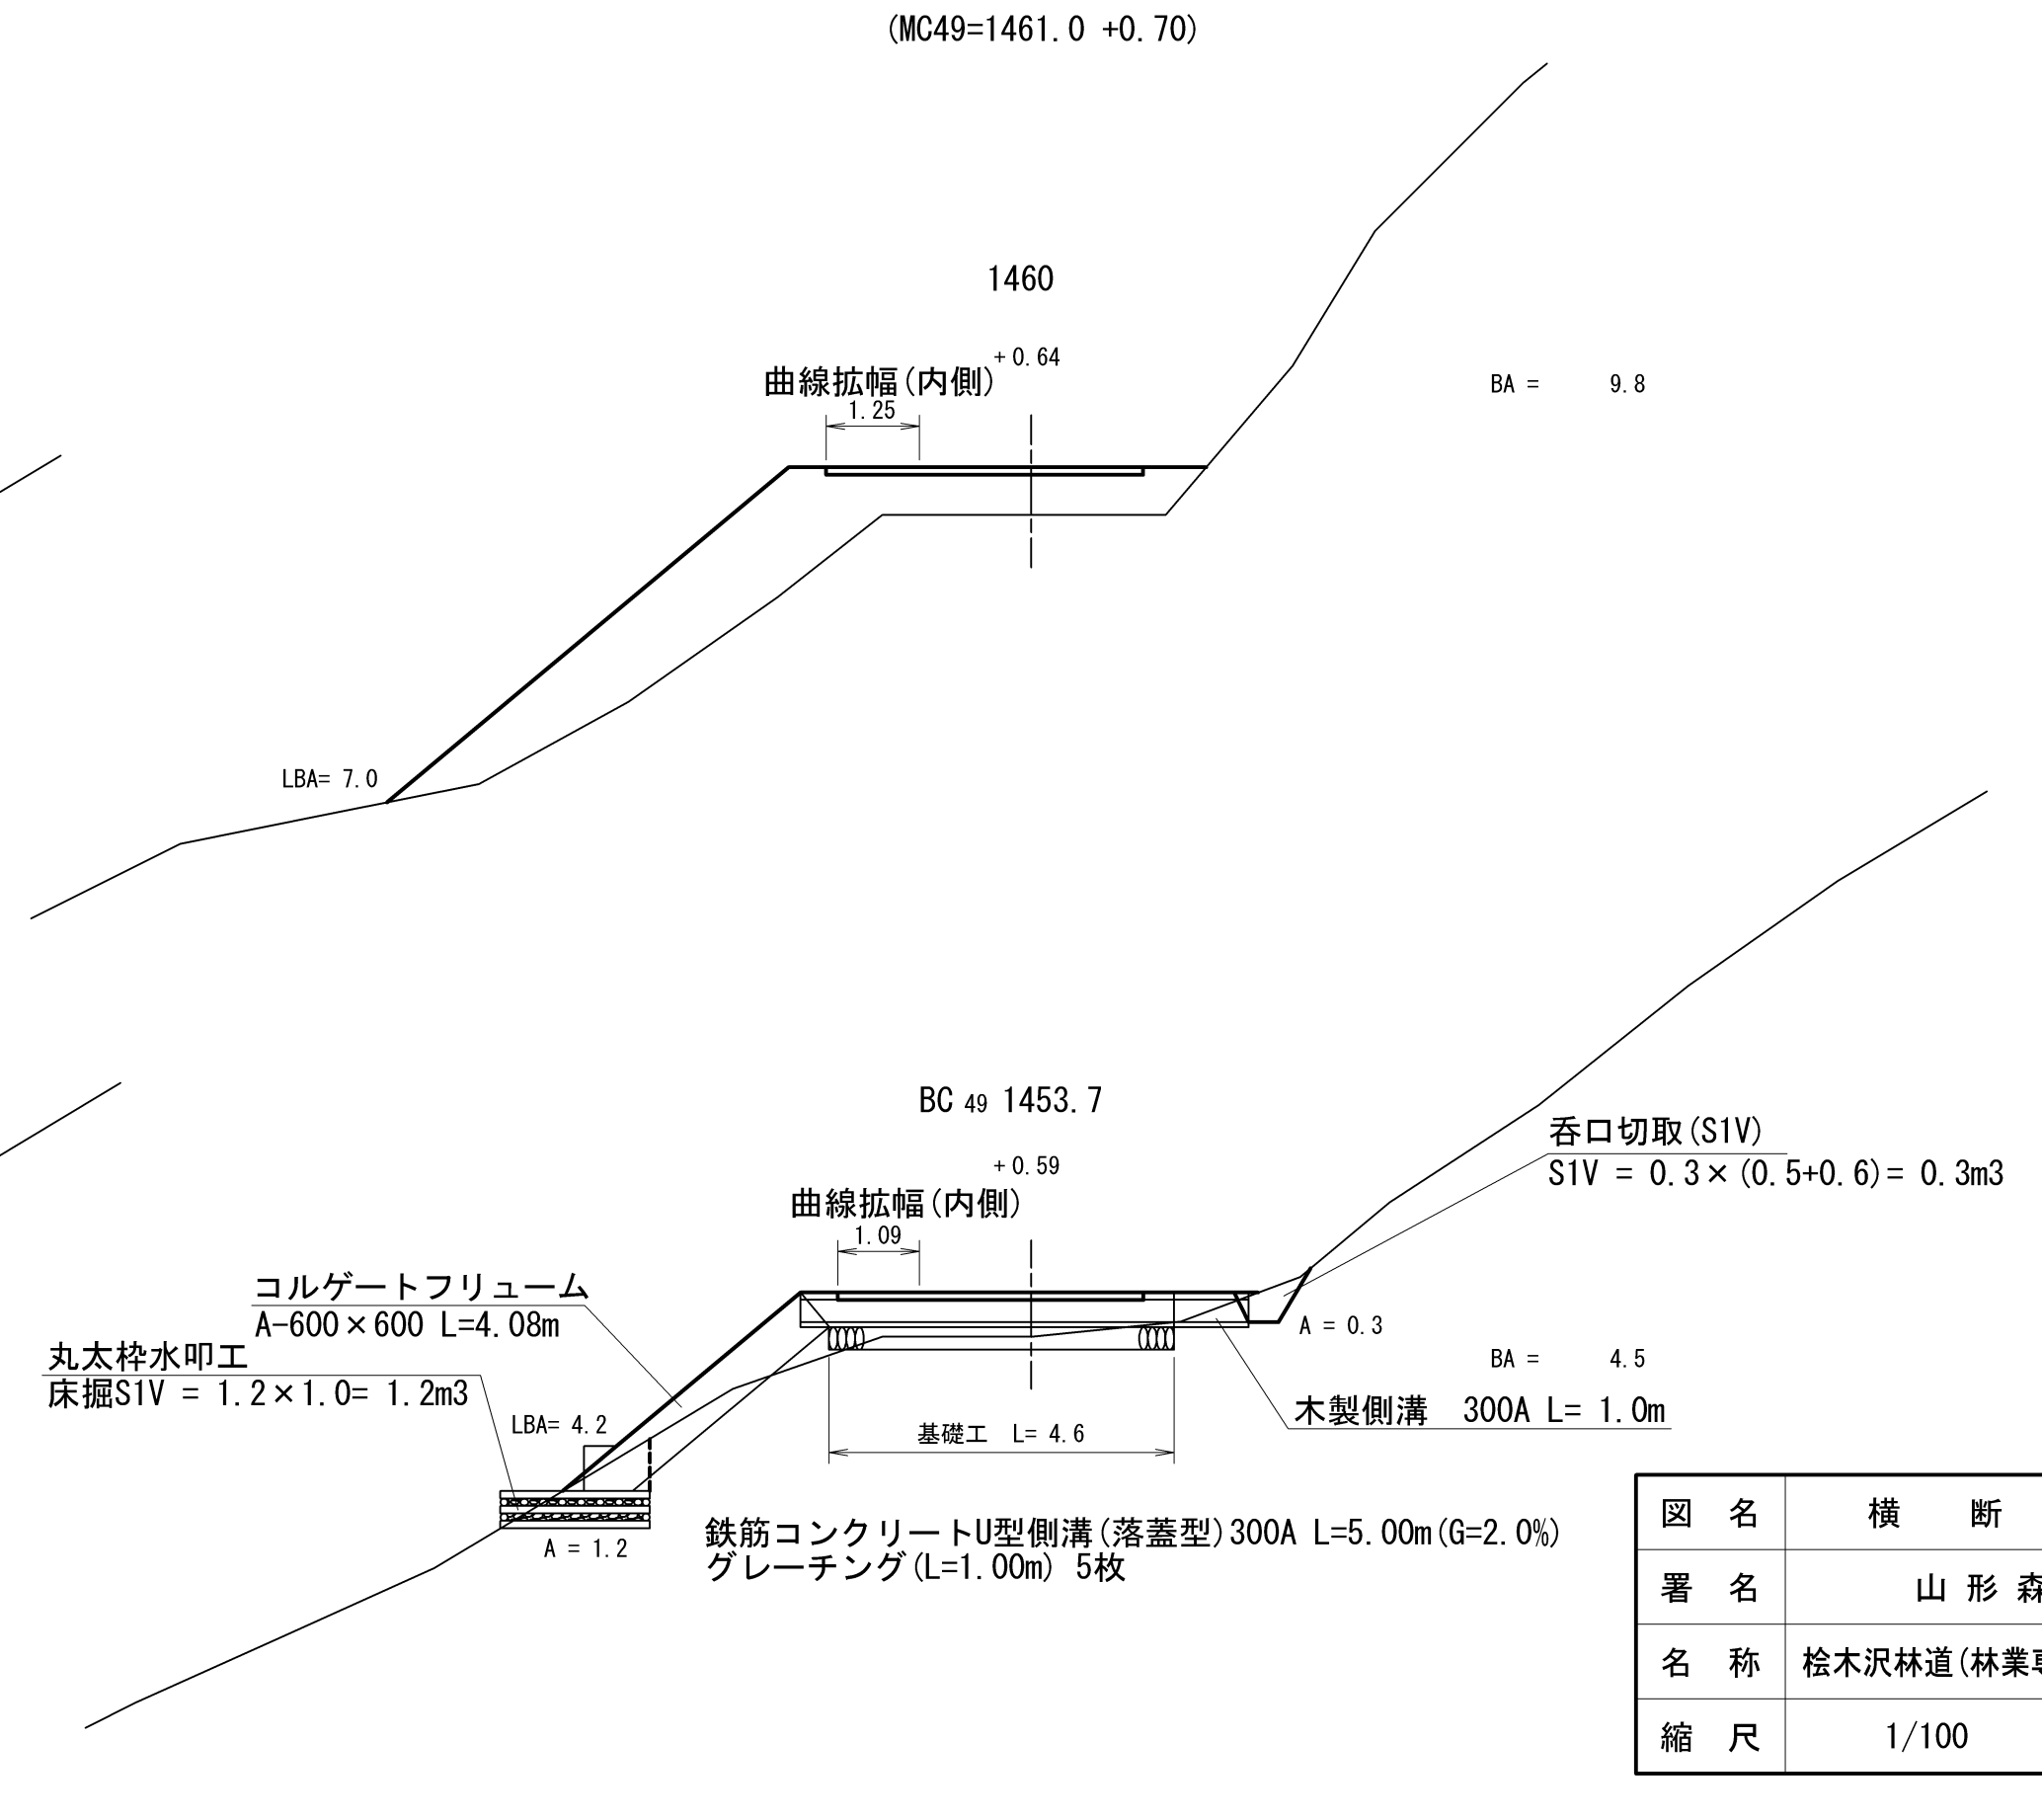 (MC49=1461.0 +0.70)
1460
+0.64
曲線拡幅(内側)
1.25
BA = 9.8
LBA= 7.0
BC 49 1453.7
+0.59
曲線拡幅(内側)
1.09
呑口切取(S1V)
S1V = 0.3×(0.5+0.6)= 0.3m3
コルゲートフリューム
A-600×600 L=4.08m
丸太枠水叩工
床掘S1V = 1.2×1.0= 1.2m3
A = 0.3
BA = 4.5
木製側溝 300A L= 1.0m
LBA= 4.2
基礎工 L= 4.6
A = 1.2
鉄筋コンクリートU型側溝(落蓋型)300A L=5.00m(G=2.0%)
グレーチング(L=1.00m) 5枚
図 名 横 断
署 名 山 形 森
名 称 桧木沢林道(林業専
縮 尺 1/100